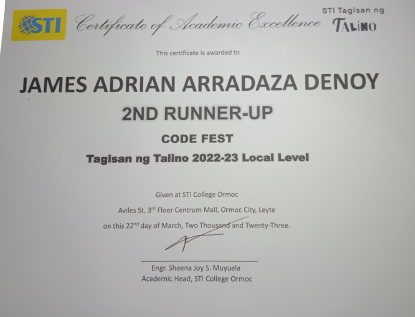 STI
Certificate of Academic Excellence
STI Tagisan ng
TALINO
This certificate is awarded to
JAMES ADRIAN ARRADAZA DENOY
2ND RUNNER-UP
CODE FEST
Tagisan ng Talino 2022-23 Local Level
Given at STI College Ormoc
Aviles St. 3rd Floor Centrum Mall, Ormoc City, Leyte
on this 22nd day of March, Two Thousand and Twenty-Three.
Engr. Sheena Joy S. Muyuela
Academic Head, STI College Ormoc